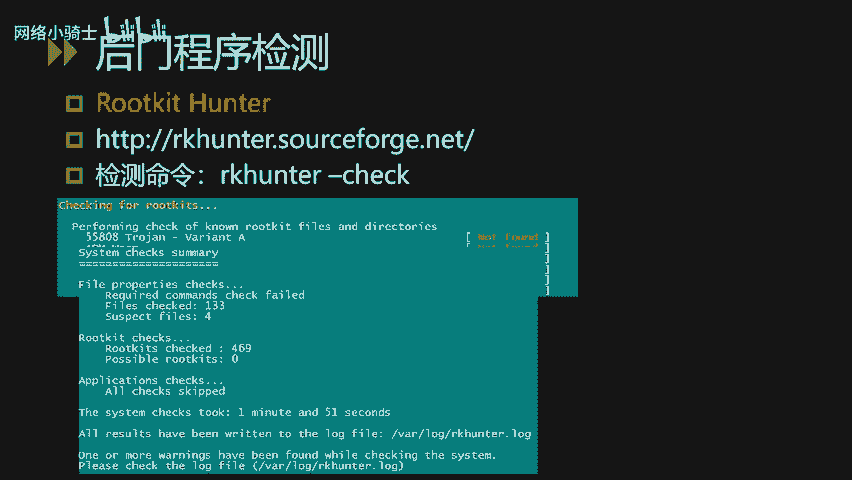 网络小骑士
后门程序检测
Rootkit Hunter
http://rkhunter.sourceforge.net/
检测命令：rkhunter –check
Checking for rootkits...
Performing check of known rootkit files and directories
55808 Trojan - Variant A [ Not found ]
System checks summary
=====================
File properties checks...
Required commands check failed
Files checked: 133
Suspect files: 4
Rootkit checks...
Rootkits checked : 469
Possible rootkits: 0
Applications checks...
All checks skipped
The system checks took: 1 minute and 51 seconds
All results have been written to the log file: /var/log/rkhunter.log
One or more warnings have been found while checking the system.
Please check the log file (/var/log/rkhunter.log)